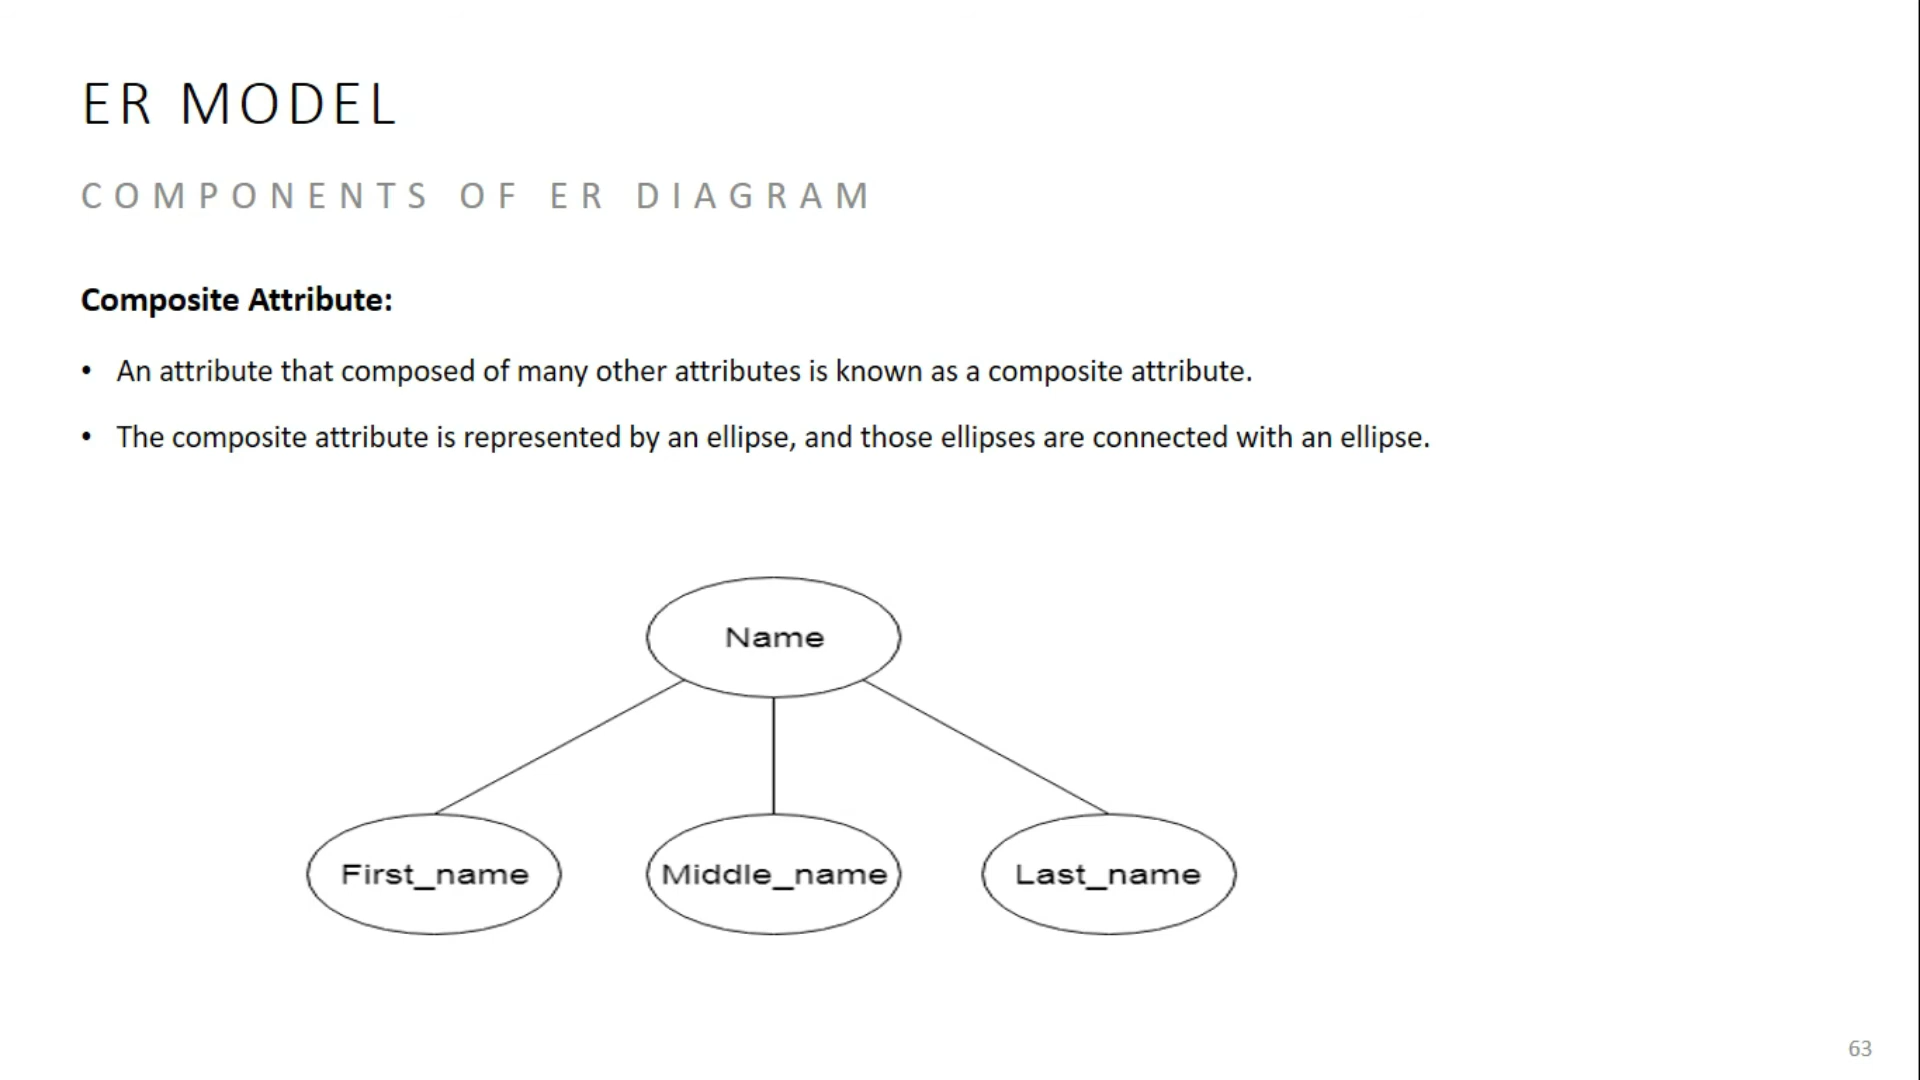 ER MODEL
COMPONENTS OF ER DIAGRAM
Composite Attribute:
• An attribute that composed of many other attributes is known as a composite attribute.
• The composite attribute is represented by an ellipse, and those ellipses are connected with an ellipse.
Name
First_name Middle_name Last_name
63